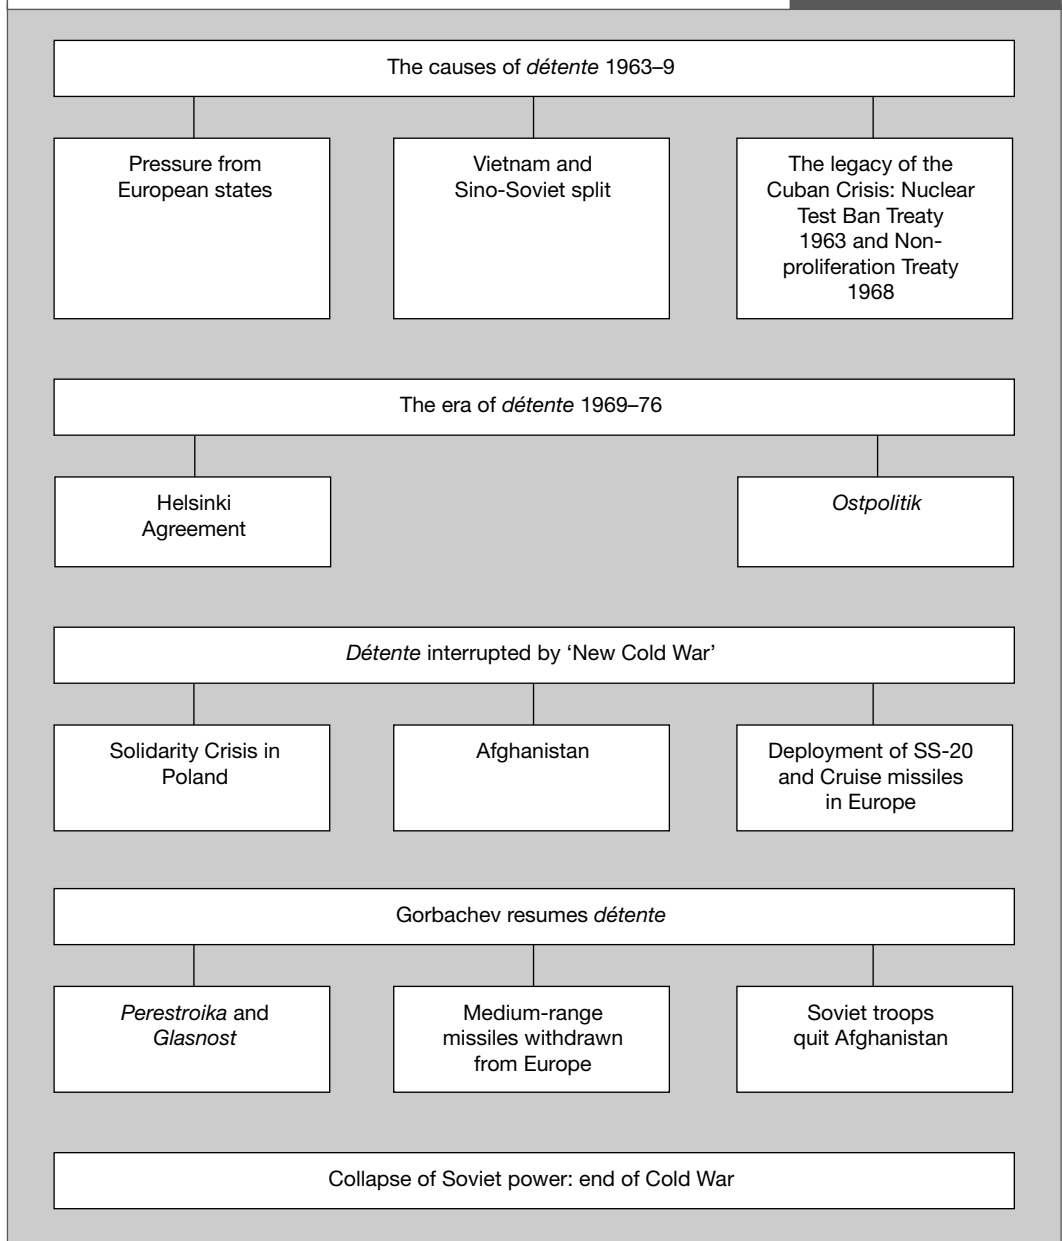 The causes of détente 1963–9
Pressure from
European states
Vietnam and
Sino-Soviet split
The legacy of the
Cuban Crisis: Nuclear
Test Ban Treaty
1963 and Non-
proliferation Treaty
1968
The era of détente 1969–76
Helsinki
Agreement
Ostpolitik
Détente interrupted by ‘New Cold War’
Solidarity Crisis in
Poland
Afghanistan
Deployment of SS-20
and Cruise missiles
in Europe
Gorbachev resumes détente
Perestroika and
Glasnost
Medium-range
missiles withdrawn
from Europe
Soviet troops
quit Afghanistan
Collapse of Soviet power: end of Cold War